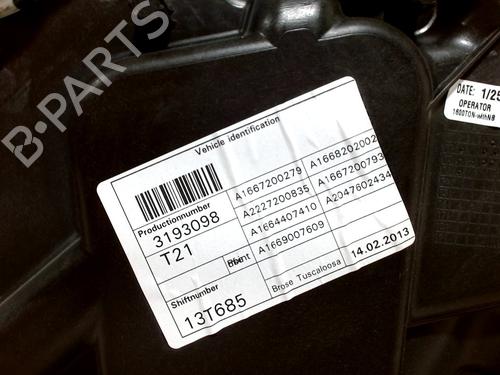 B-PARTS
Vehicle identification
Productionnumber
3193098
T21
Shiftnumber
13T685
A1667200279
A2227200835
A1664407410
A1669007609
A1668202002
A1667200793
A2047602434
Brose Tuscaloosa
14.02.2013
DATE: 1/25
OPERATOR